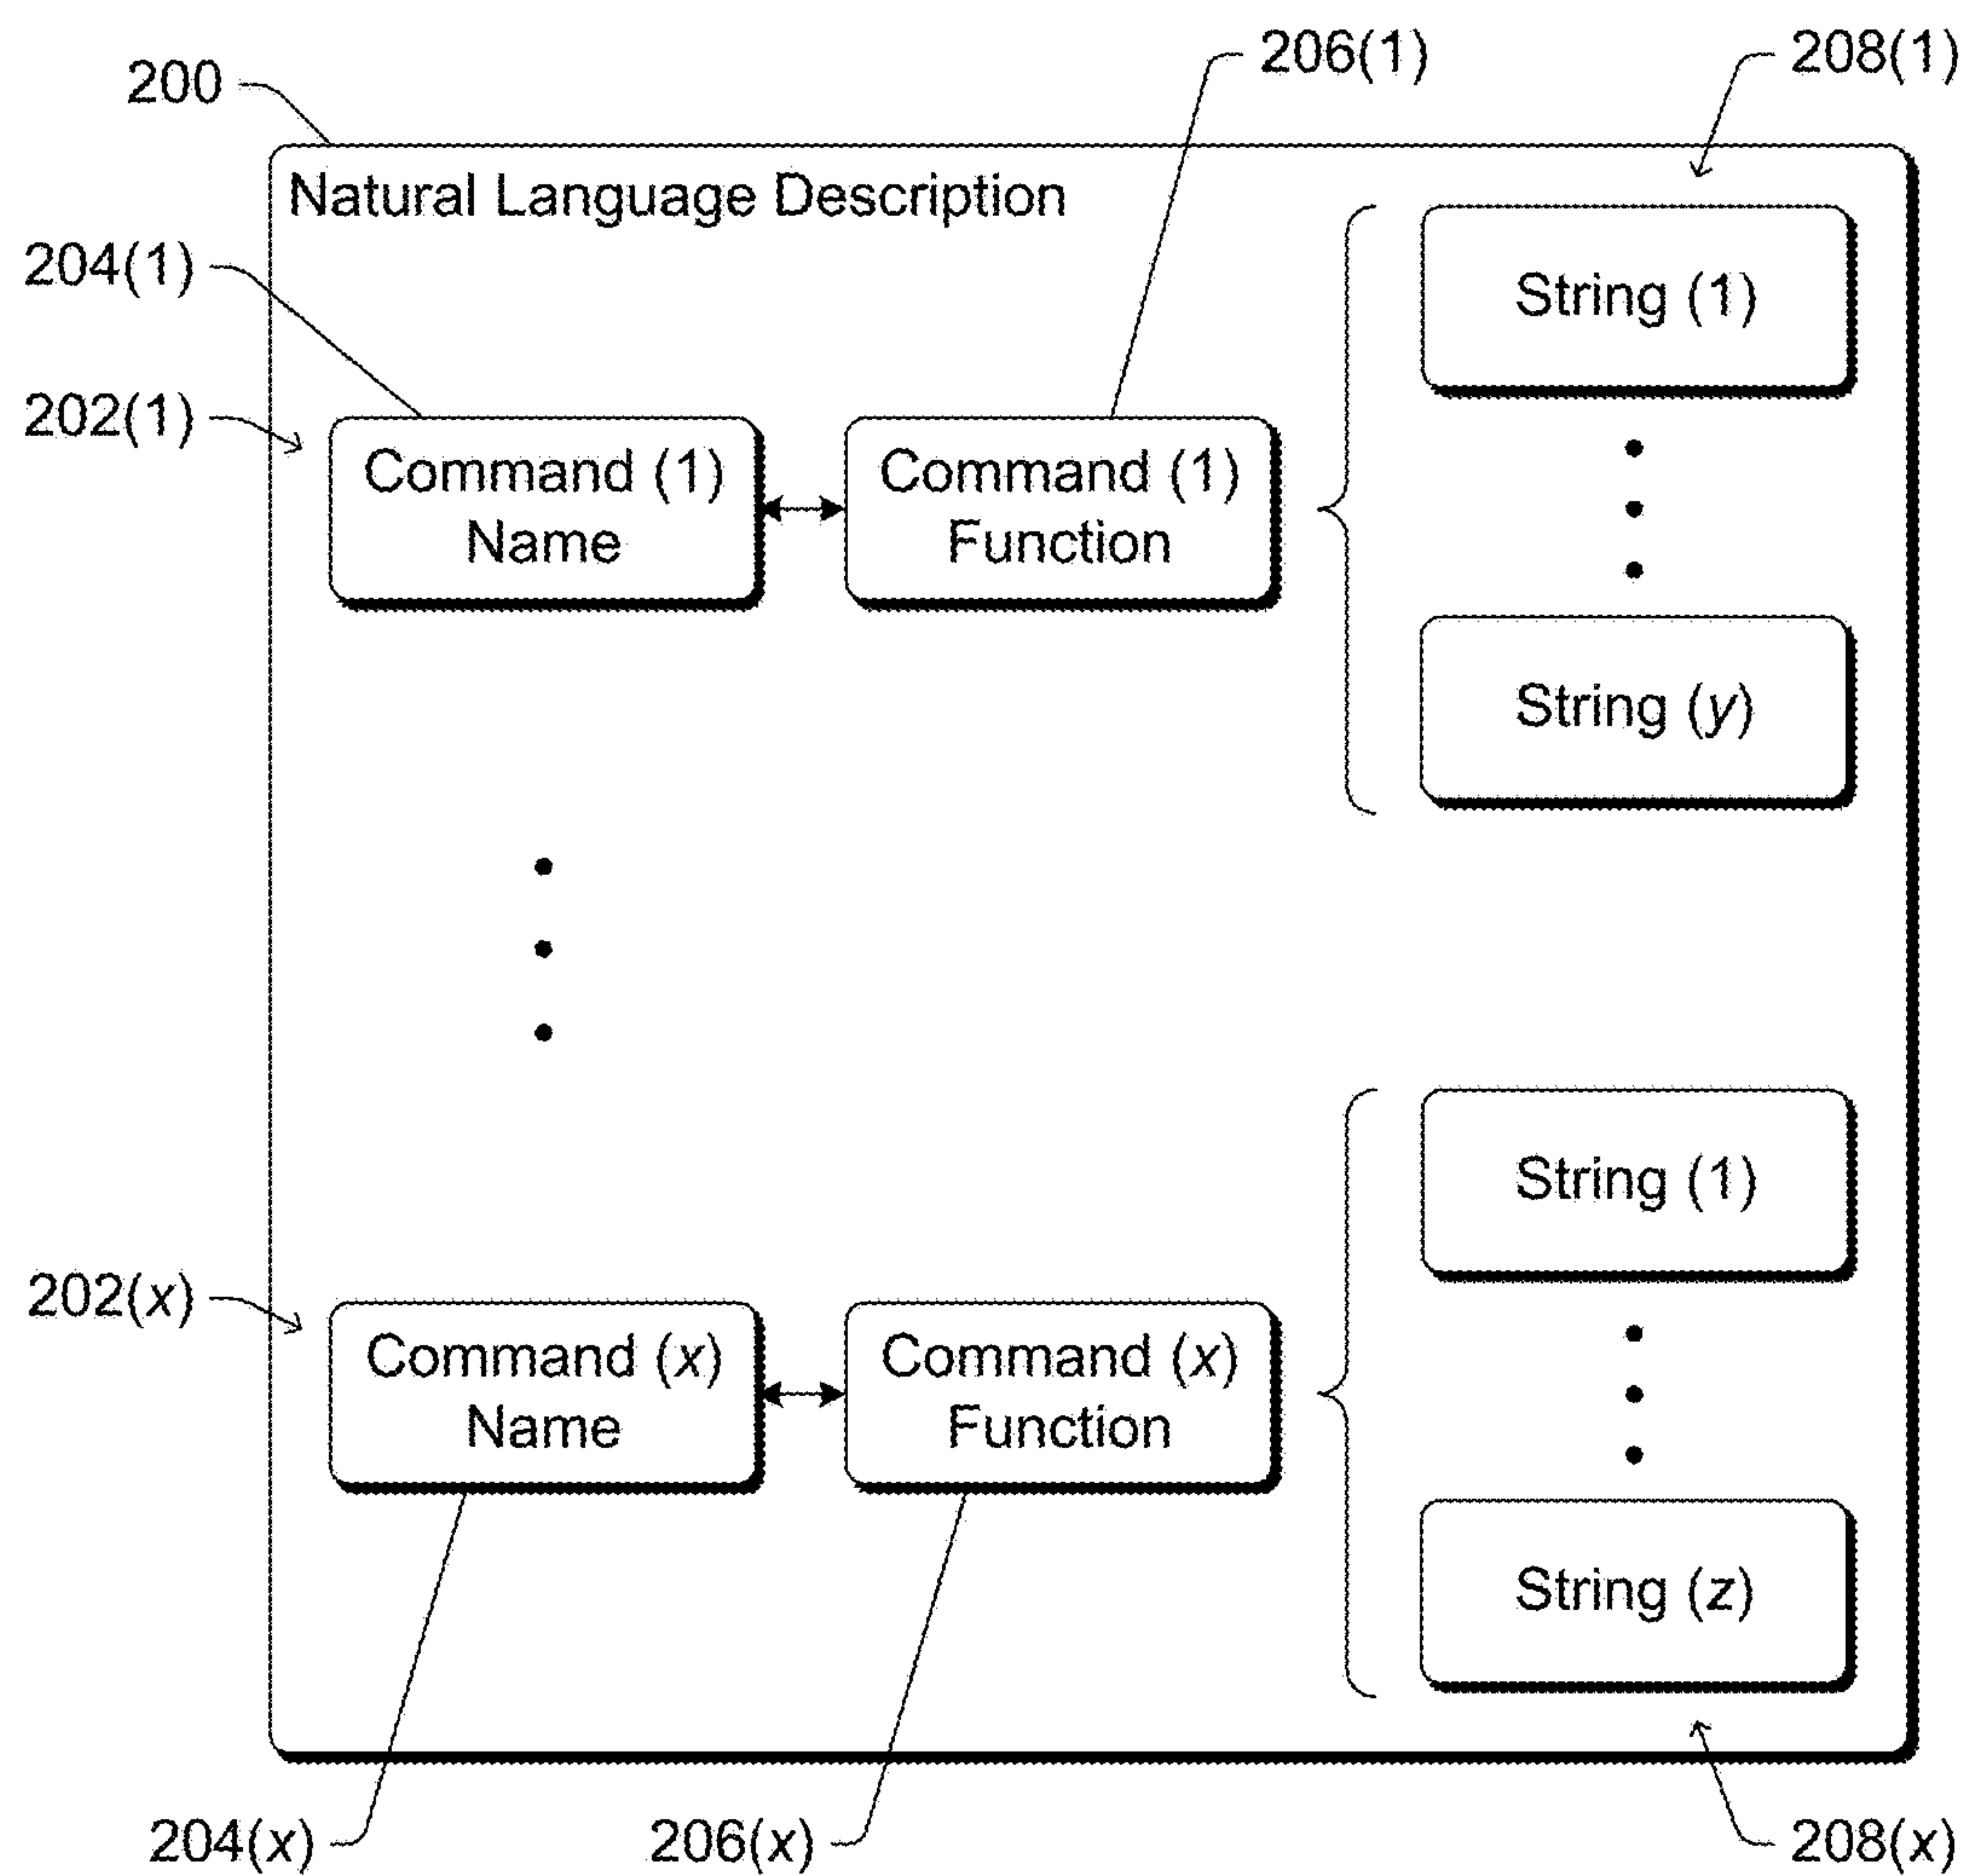 206(1)
208(1)
200
Natural Language Description
204(1)
String (1)
202(1)
Command (1)
Name
Command (1)
Function
String (y)
String (1)
202(x)
Command (x)
Name
Command (x)
Function
String (z)
204(x)
206(x)
208(x)